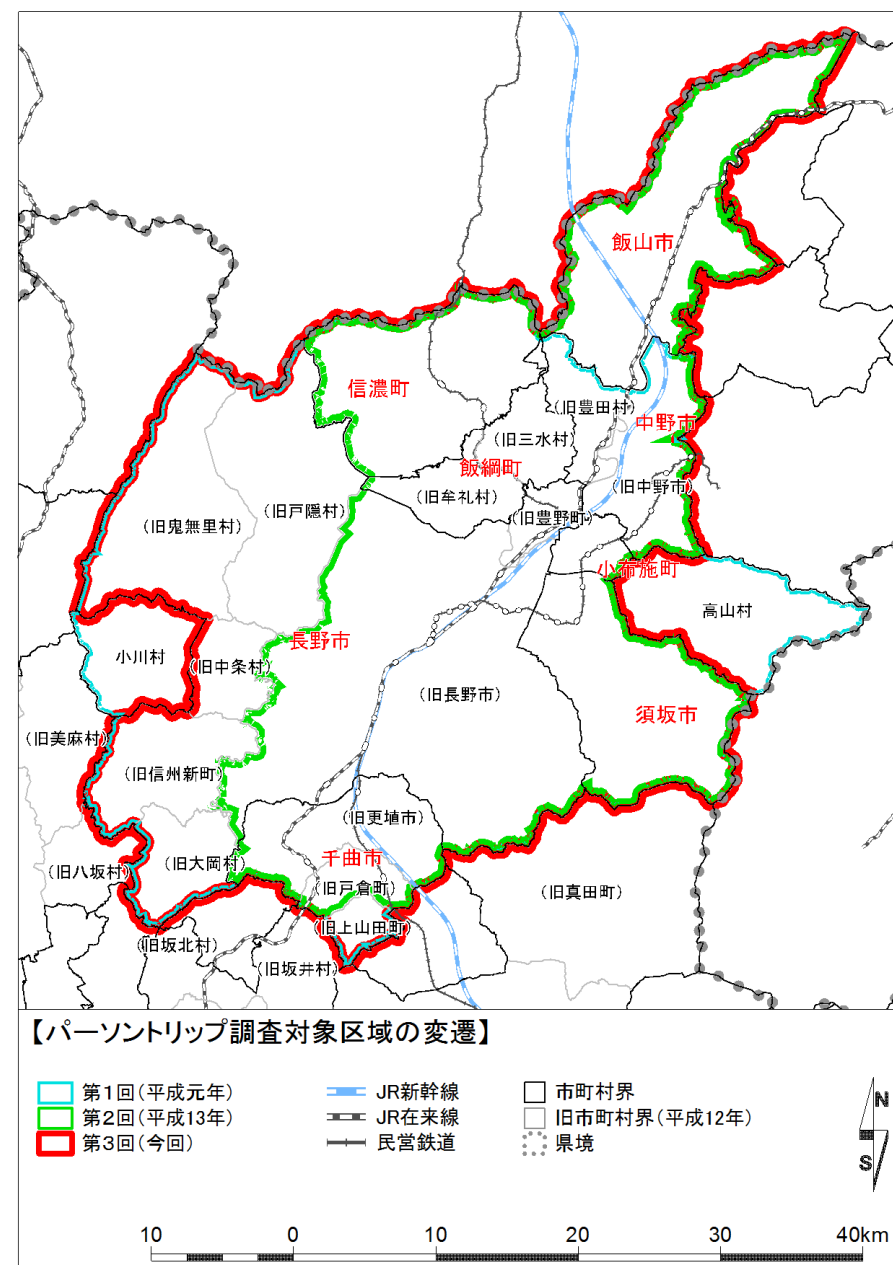 飯山市
信濃町
(旧豊田村)
中野市
(旧三水村)
飯綱町
(旧牟礼村)
(旧中野市)
(旧豊野町)
(旧戸隠村)
(旧鬼無里村)
小布施町
高山村
長野市
小川村
(旧中条村)
(旧長野市)
須坂市
(旧美麻村)
(旧信州新町)
(旧更埴市)
千曲市
(旧大岡村)
(旧八坂村)
(旧戸倉町)
(旧真田町)
(旧上山田町)
(旧坂北村)
(旧坂井村)
【パーソントリップ調査対象区域の変遷】
第1回(平成元年)
JR新幹線
市町村界
第2回(平成13年)
JR在来線
旧市町村界(平成12年)
第3回(今回)
民営鉄道
県境
N
S
10 0 10 20 30 40km